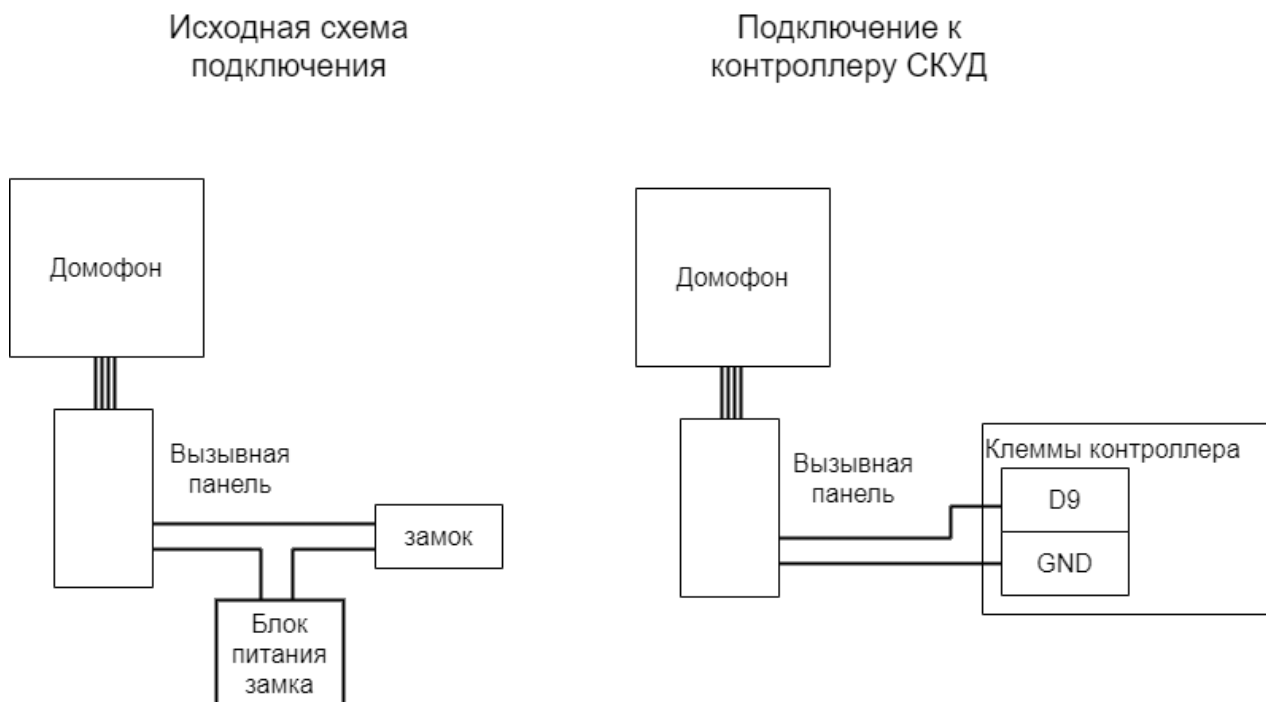 Исходная схема
подключения
Подключение к
контроллеру СКУД
Домофон
Вызывная
панель
замок
Блок
питания
замка
Домофон
Вызывная
панель
Клеммы контроллера
D9
GND